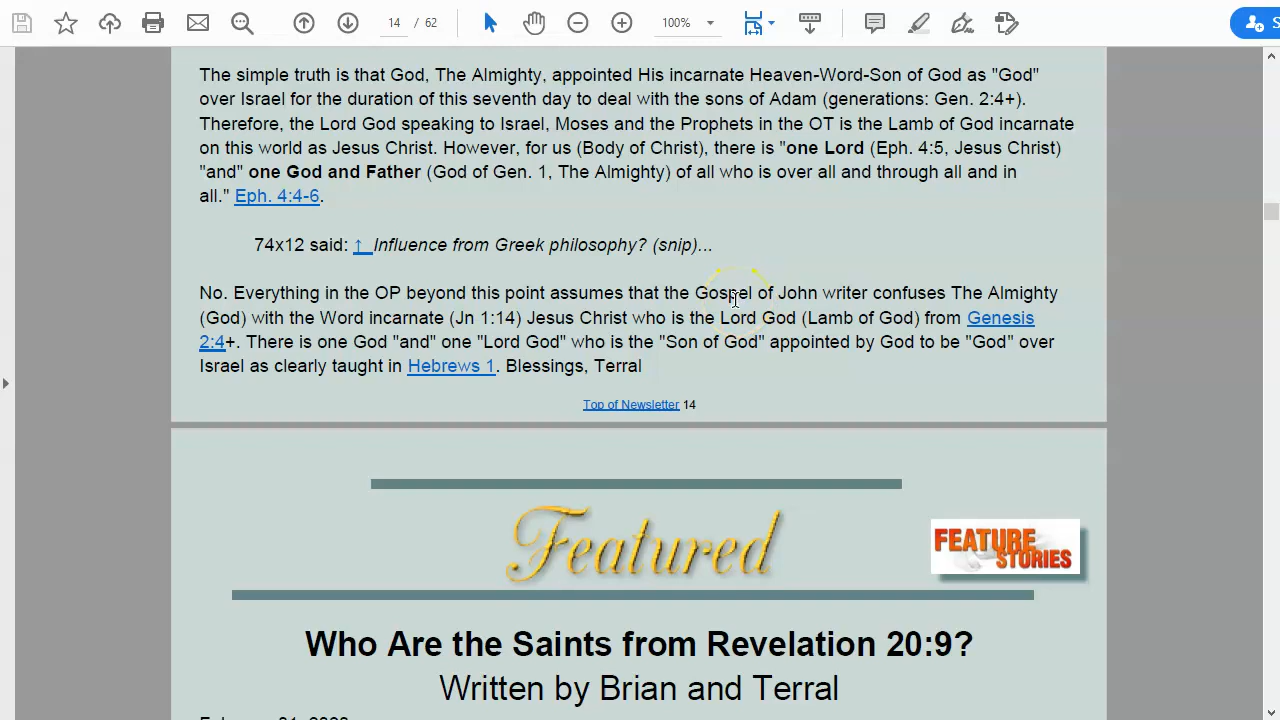 14 / 62
100%
The simple truth is that God, The Almighty, appointed His incarnate Heaven-Word-Son of God as "God"
over Israel for the duration of this seventh day to deal with the sons of Adam (generations: Gen. 2:4+).
Therefore, the Lord God speaking to Israel, Moses and the Prophets in the OT is the Lamb of God incarnate
on this world as Jesus Christ. However, for us (Body of Christ), there is "one Lord (Eph. 4:5, Jesus Christ)
"and" one God and Father (God of Gen. 1, The Almighty) of all who is over all and through all and in
all." Eph. 4:4-6.
74x12 said: ↑ Influence from Greek philosophy? (snip)...
No. Everything in the OP beyond this point assumes that the Gospel of John writer confuses The Almighty
(God) with the Word incarnate (Jn 1:14) Jesus Christ who is the Lord God (Lamb of God) from Genesis
2:4+. There is one God "and" one "Lord God" who is the "Son of God" appointed by God to be "God" over
Israel as clearly taught in Hebrews 1. Blessings, Terral
Top of Newsletter 14
Featured
FEATURE
STORIES
Who Are the Saints from Revelation 20:9?
Written by Brian and Terral